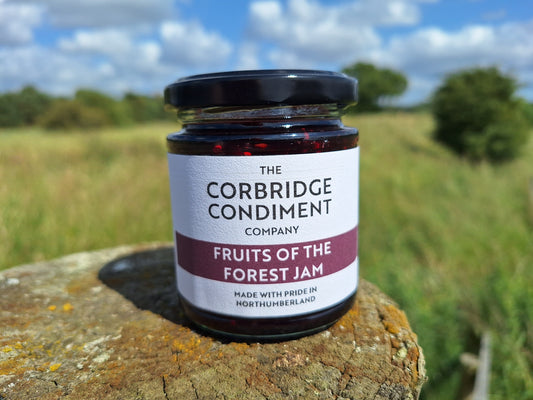 THE
CORBRIDGE
CONDIMENT
COMPANY
FRUITS OF THE
FOREST JAM
MADE WITH PRIDE IN
NORTHUMBERLAND